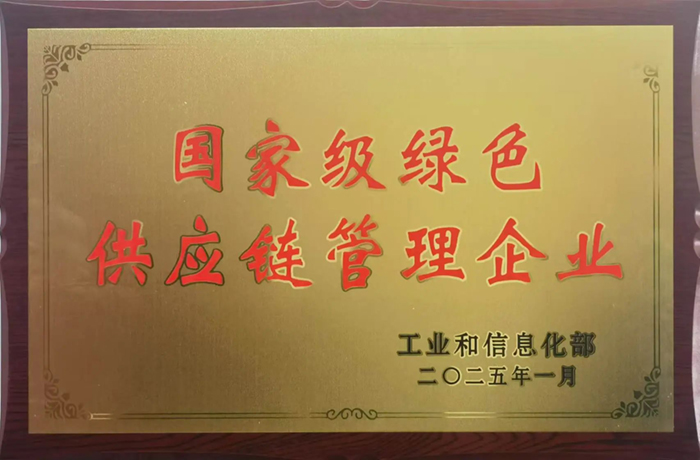 国家级绿色
供应链管理企业
工业和信息化部
二〇二五年一月